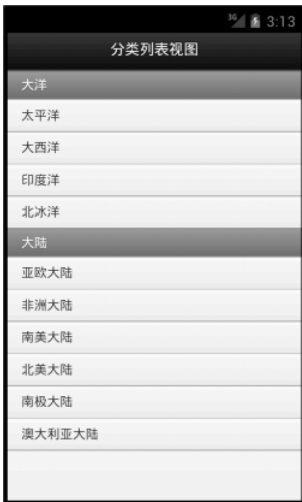 3G 3:13
分类列表视图
大洋
太平洋
大西洋
印度洋
北冰洋
大陆
亚欧大陆
非洲大陆
南美大陆
北美大陆
南极大陆
澳大利亚大陆